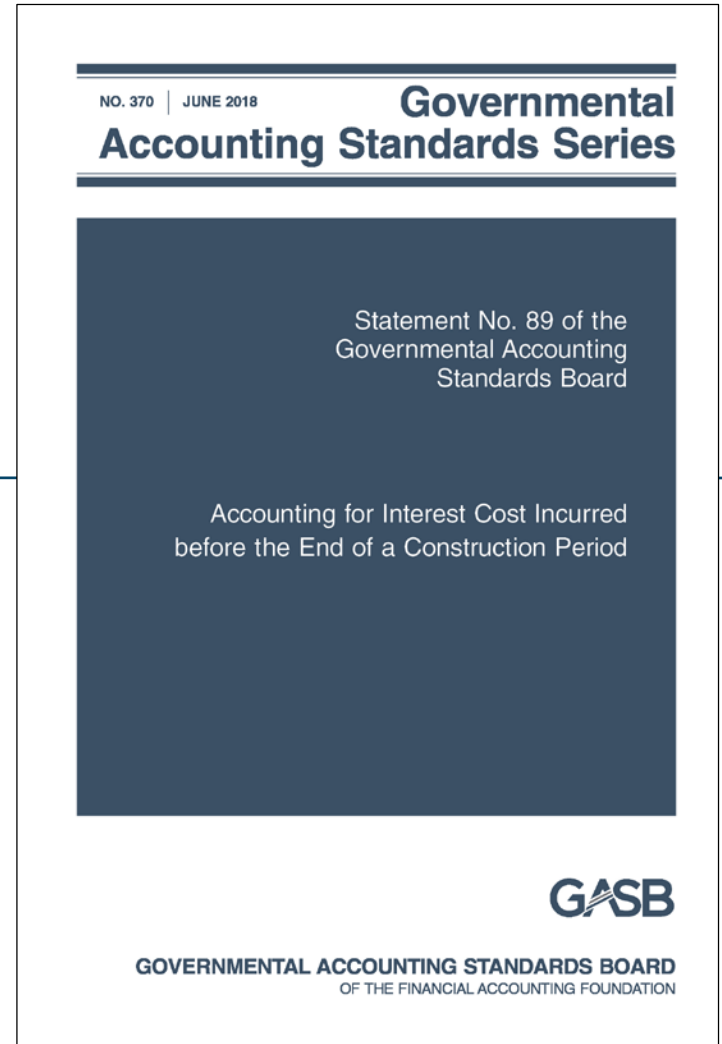 NO. 370 | JUNE 2018
Governmental
Accounting Standards Series
Statement No. 89 of the
Governmental Accounting
Standards Board
Accounting for Interest Cost Incurred
before the End of a Construction Period
GASB
GOVERNMENTAL ACCOUNTING STANDARDS BOARD
OF THE FINANCIAL ACCOUNTING FOUNDATION